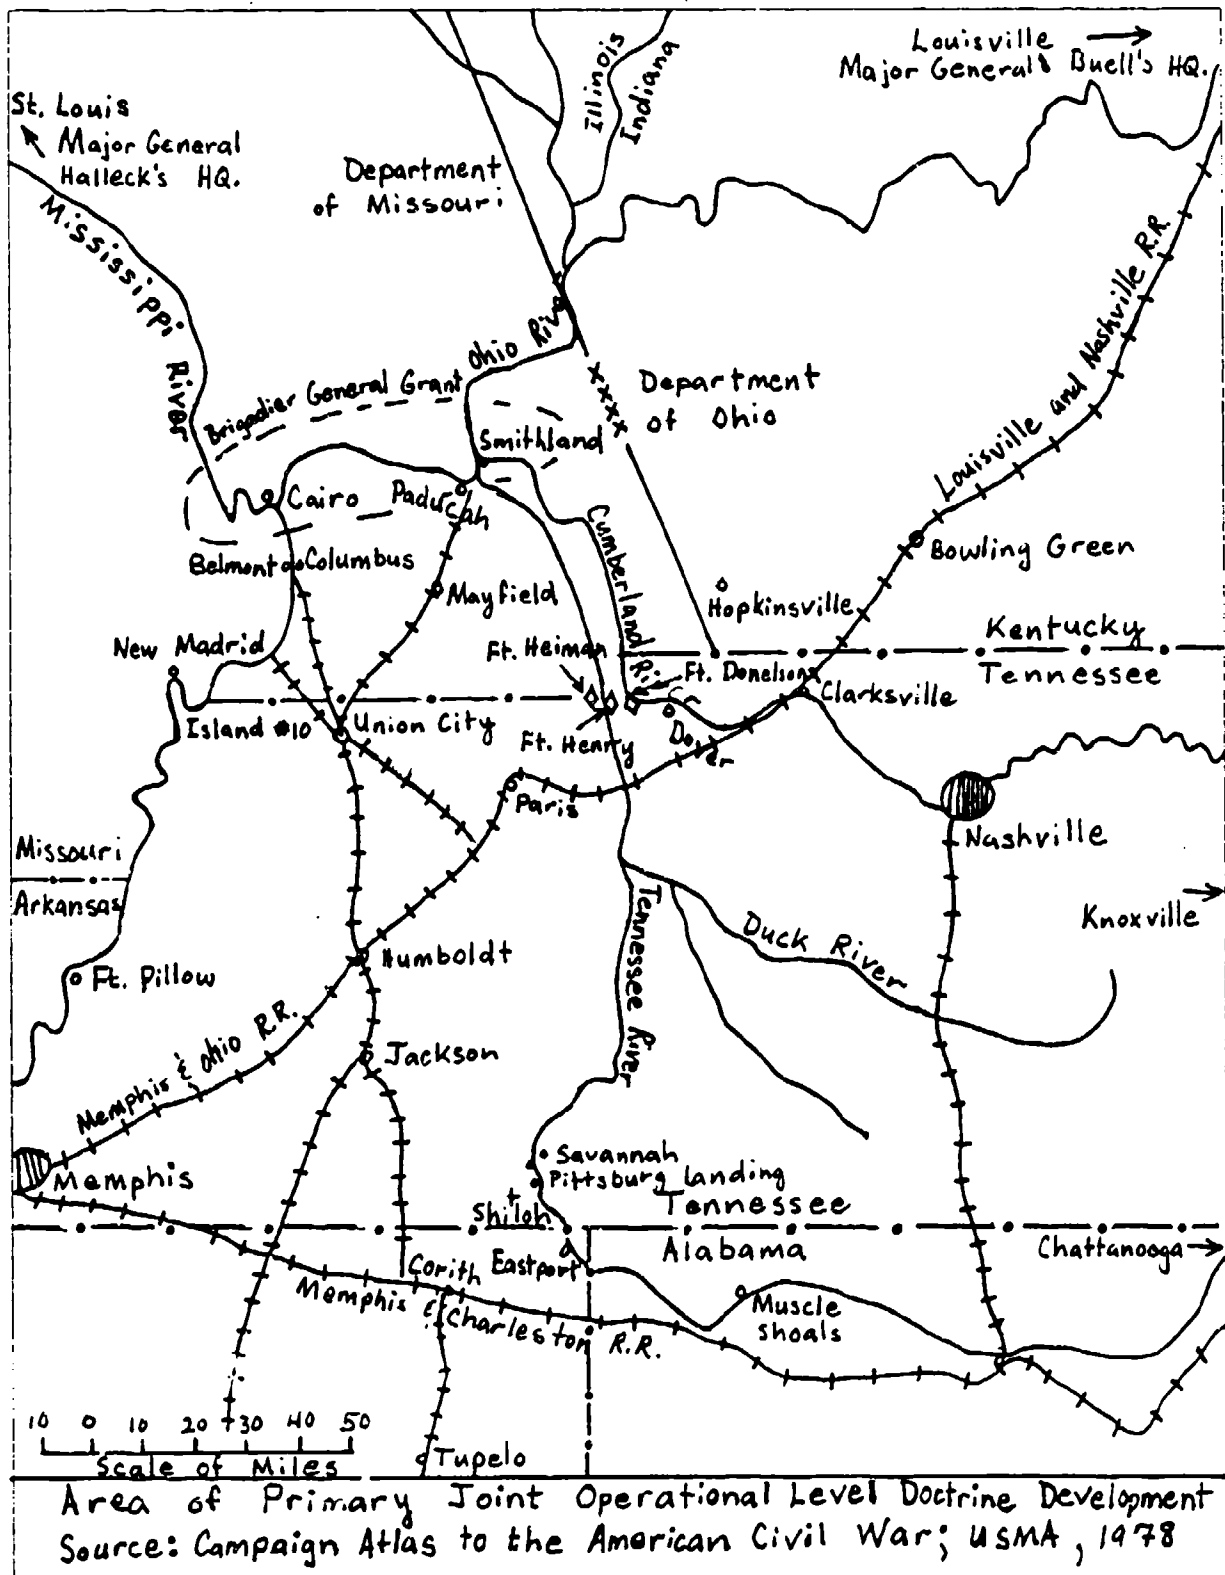 Louisville
Major General Buell's HQ.
Illinois
Indiana
St. Louis
Major General
Halleck's HQ.
Department
of Missouri
Mississippi
River
Ohio River
Brigadier General Grant
Department
of Ohio
Louisville and Nashville R.R.
Smithland
Cairo
Paducah
Cumberland Riv
Belmont
Columbus
Mayfield
Bowling Green
Hopkinsville
Kentucky
Tennessee
New Madrid
Ft. Heiman
Ft. Donelson
Clarksville
Island #10
Union City
Ft. Henry
Dover
Paris
Nashville
Missouri
Arkansas
Knoxville
Tennessee River
Duck River
Humboldt
Ft. Pillow
Memphis & Ohio R.R.
Jackson
Savannah
Pittsburg landing
Memphis
Shiloh
Tennessee
Alabama
Chattanooga
Corith
Eastport
Memphis & Charleston R.R.
Muscle
shoals
10 0 10 20 30 40 50
Scale of Miles
Tupelo
Area of Primary Joint Operational Level Doctrine Development
Source: Campaign Atlas to the American Civil War; USMA, 1978